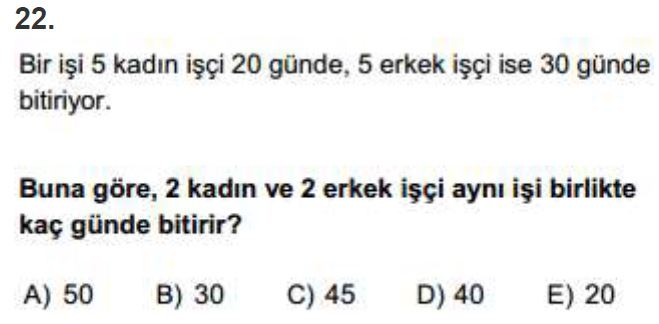 22.
Bir işi 5 kadın işçi 20 günde, 5 erkek işçi ise 30 günde
bitiriyor.
Buna göre, 2 kadın ve 2 erkek işçi aynı işi birlikte
kaç günde bitirir?
A) 50 B) 30 C) 45 D) 40 E) 20